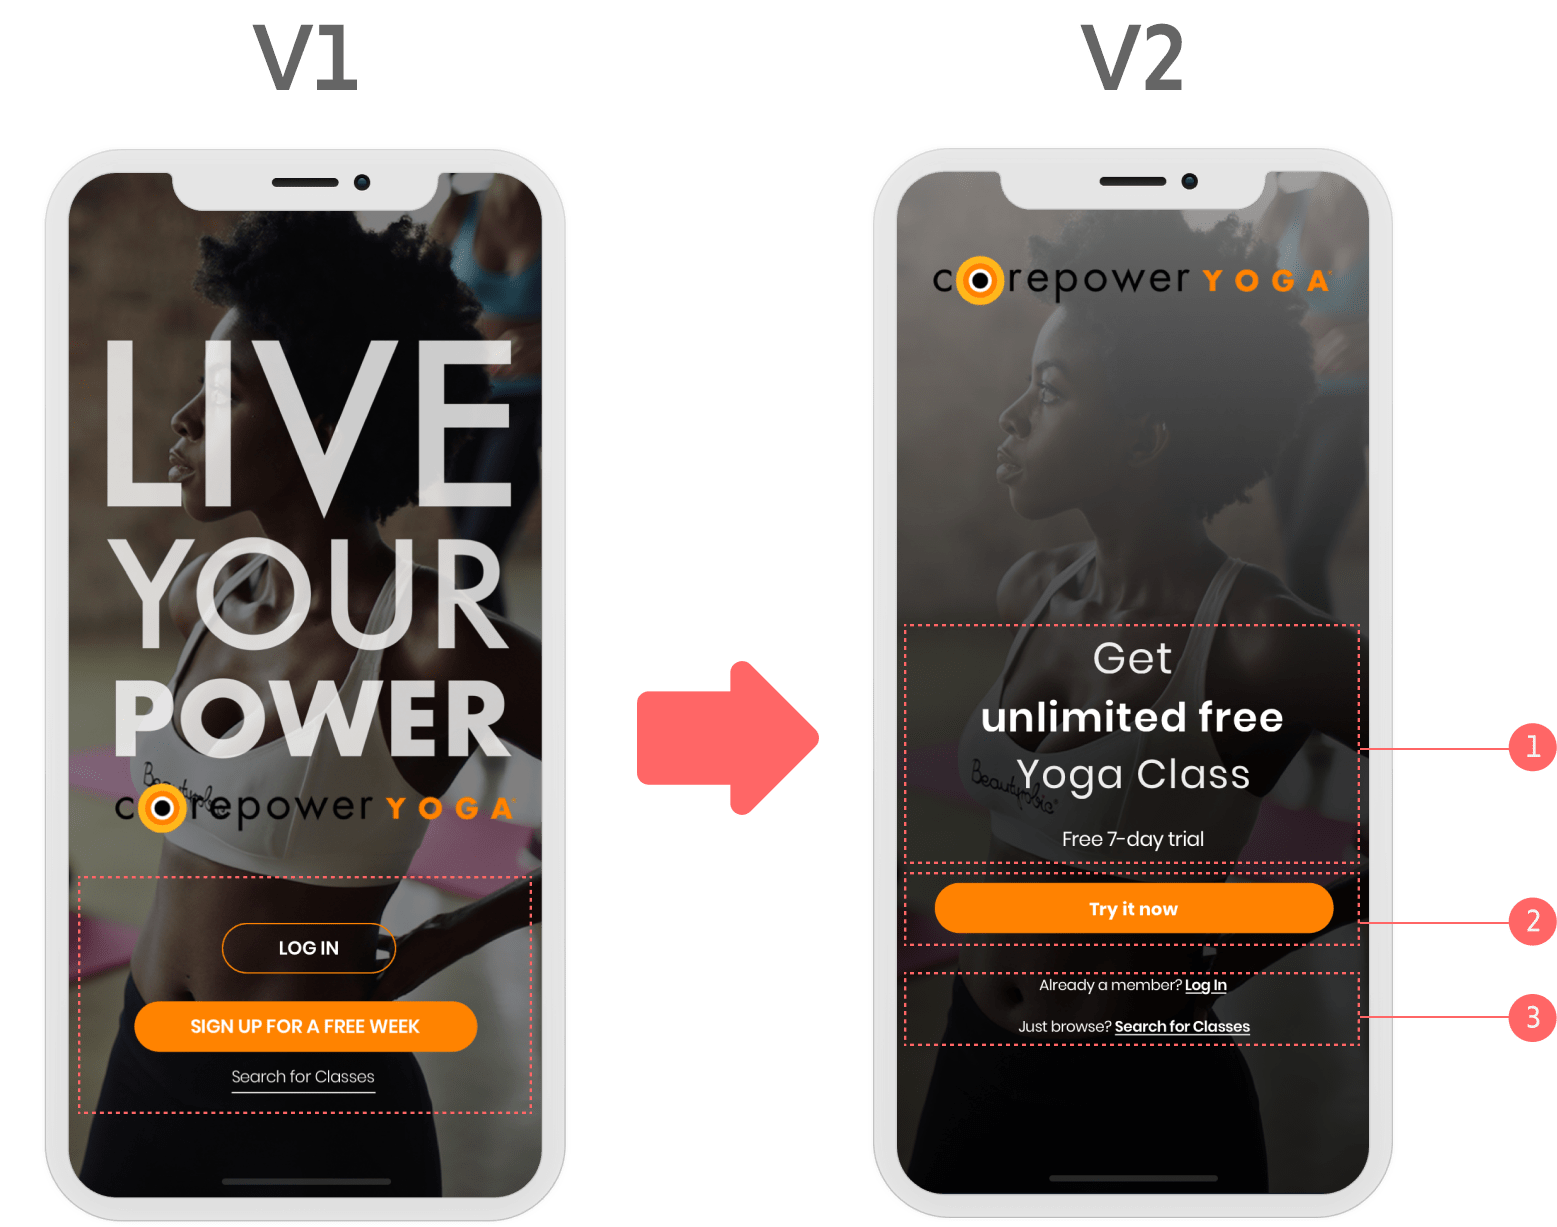 V1
LIVE
YOUR
POWER
Beautyrobic
corepower YOGA
LOG IN
SIGN UP FOR A FREE WEEK
Search for Classes
V2
corepower YOGA
Get
unlimited free
Yoga Class
Beautyrobic
Free 7-day trial
Try it now
Already a member? Log In
Just browse? Search for Classes
1
2
3